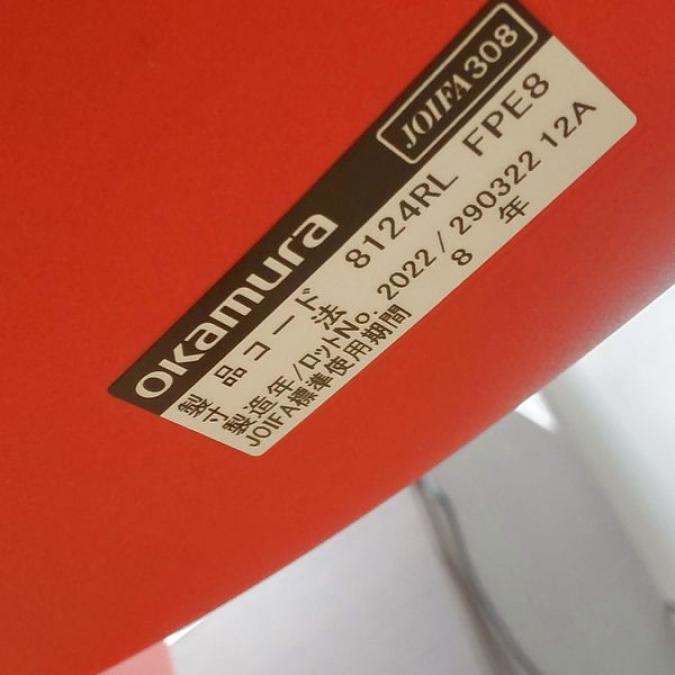 oKamura JOIFA308
製品コード 8124RL FPE8
寸法
製造年/ロットNo. 2022/290322 12A
JOIFA標準使用期間 8年